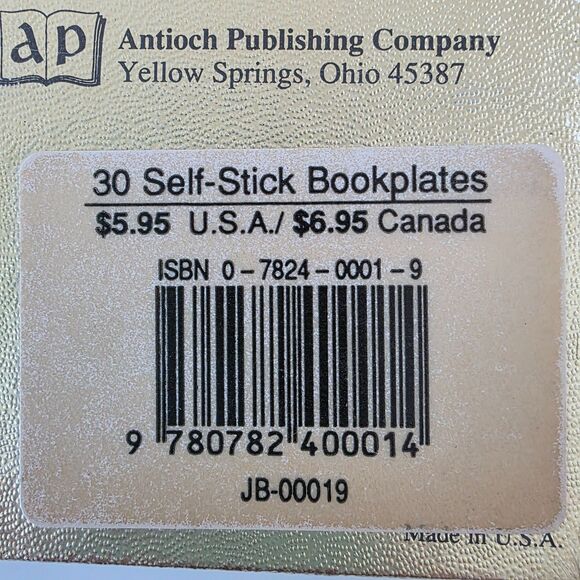 ap
Antioch Publishing Company
Yellow Springs, Ohio 45387
30 Self-Stick Bookplates
$5.95 U.S.A./ $6.95 Canada
ISBN 0-7824-0001-9
9 780782 400014
JB-00019
Made in U.S.A.